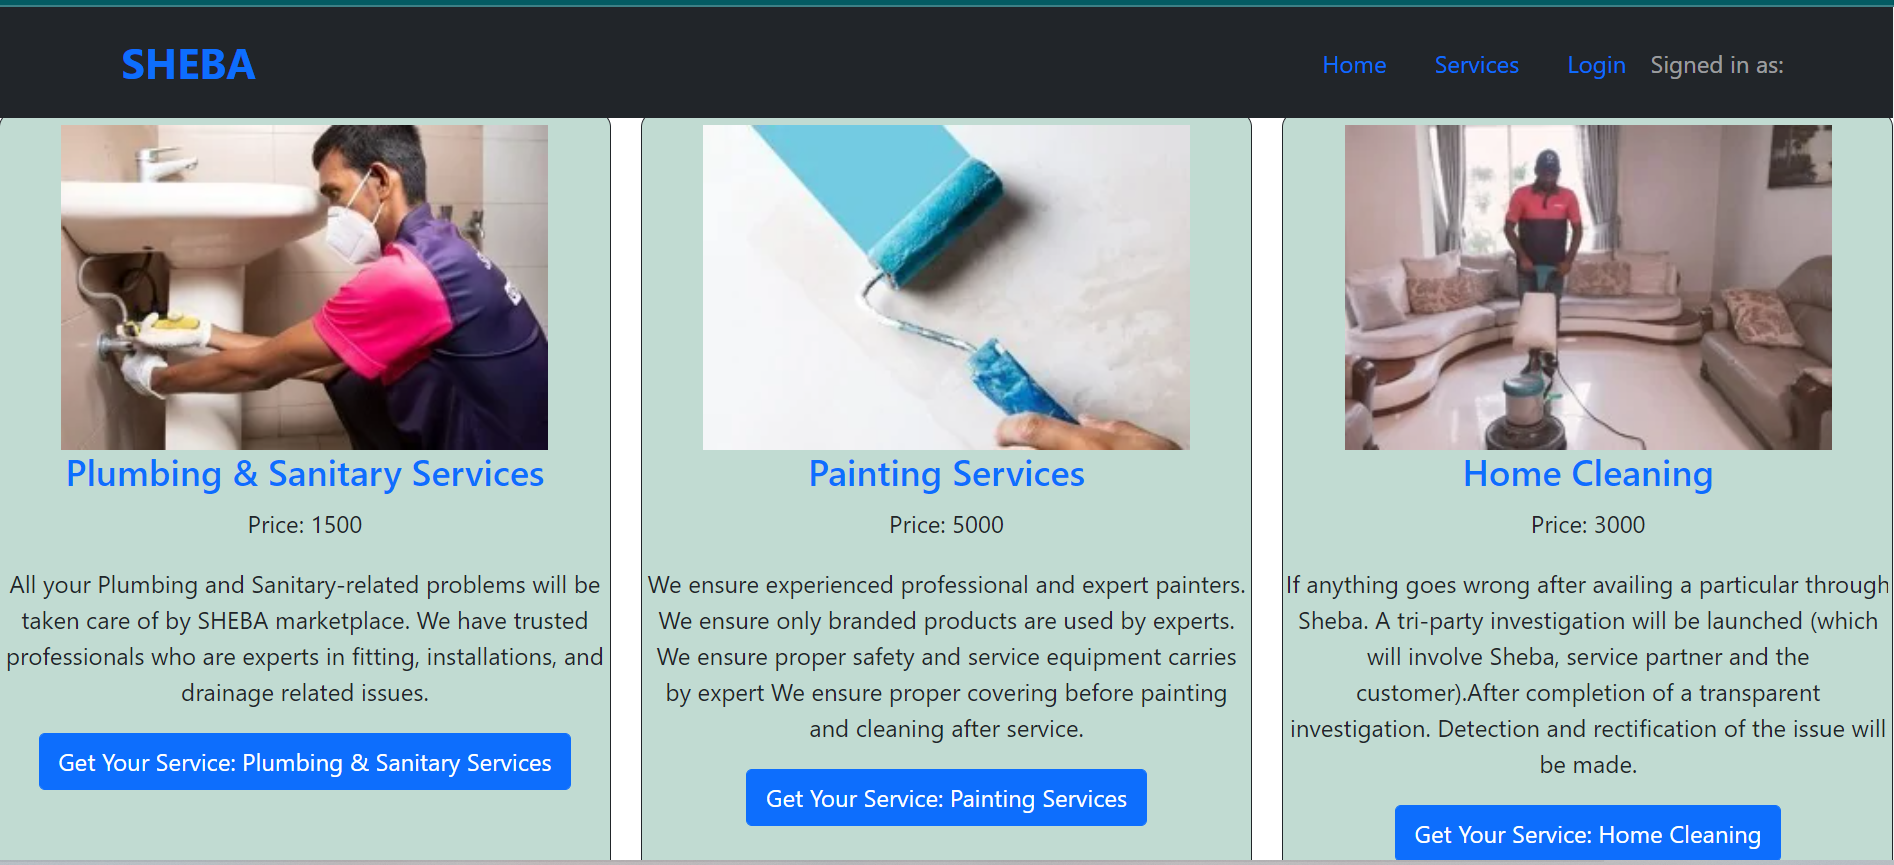 SHEBA
Home
Services
Login
Signed in as:
Plumbing & Sanitary Services
Price: 1500
All your Plumbing and Sanitary-related problems will be
taken care of by SHEBA marketplace. We have trusted
professionals who are experts in fitting, installations, and
drainage related issues.
Get Your Service: Plumbing & Sanitary Services
Painting Services
Price: 5000
We ensure experienced professional and expert painters.
We ensure only branded products are used by experts.
We ensure proper safety and service equipment carries
by expert We ensure proper covering before painting
and cleaning after service.
Get Your Service: Painting Services
Home Cleaning
Price: 3000
If anything goes wrong after availing a particular through
Sheba. A tri-party investigation will be launched (which
will involve Sheba, service partner and the
customer).After completion of a transparent
investigation. Detection and rectification of the issue will
be made.
Get Your Service: Home Cleaning